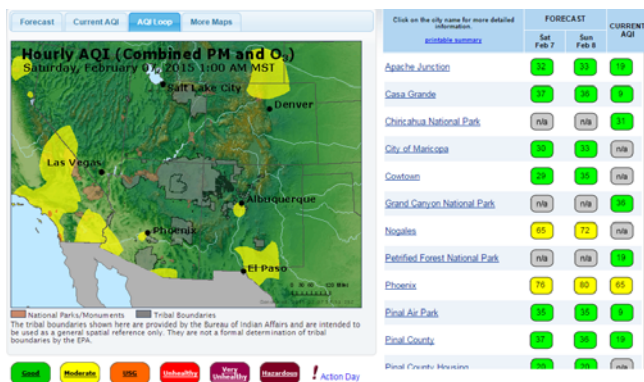 Forecast
Current AQI
AQI Loop
More Maps
Hourly AQI (Combined PM and O₃)
Saturday, February 07, 2015 1:00 AM MST
Salt Lake City
Denver
Las Vegas
Albuquerque
Phoenix
El Paso
National Parks/Monuments
Tribal Boundaries
The tribal boundaries shown here are provided by the Bureau of Indian Affairs and are intended to
be used as a general spatial reference only. They are not a formal determination of tribal
boundaries by the EPA.
Good
Moderate
USG
Unhealthy
Very
Unhealthy
Hazardous
! Action Day
Click on the city name for more detailed
information.
printable summary
FORECAST
CURRENT
AQI
Sat
Feb 7
Sun
Feb 8
Apache Junction 32 33 19
Casa Grande 37 36 9
Chiricahua National Park n/a n/a 31
City of Maricopa 30 33 n/a
Cowtown 29 35 n/a
Grand Canyon National Park n/a n/a 36
Nogales 65 72 n/a
Petrified Forest National Park n/a n/a 19
Phoenix 76 80 65
Pinal Air Park 35 35 9
Pinal County 37 36 19
Pinal County Housing n/a